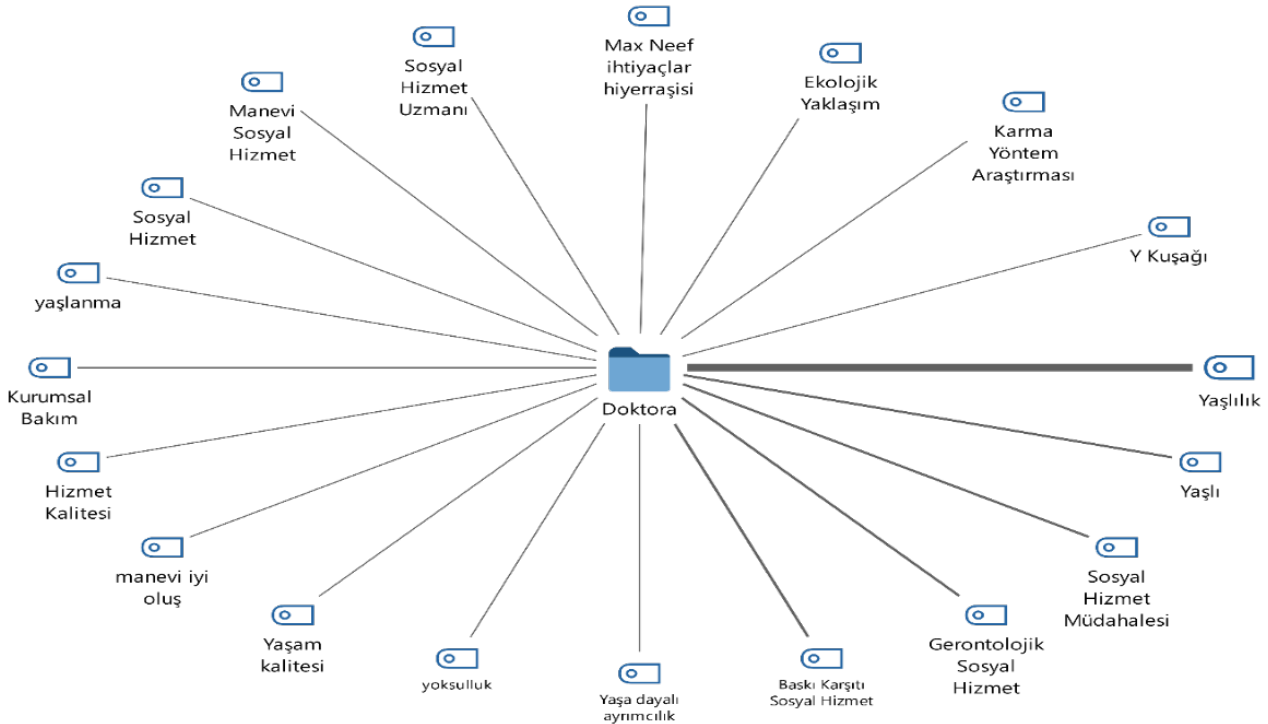 Max Neef
ihtiyaçlar
hiyerraşisi
Sosyal
Hizmet
Uzmanı
Ekolojik
Yaklaşım
Manevi
Sosyal
Hizmet
Karma
Yöntem
Araştırması
Sosyal
Hizmet
Y Kuşağı
yaşlanma
Kurumsal
Bakım
Doktora
Yaşlılık
Hizmet
Kalitesi
Yaşlı
manevi iyi
oluş
Sosyal
Hizmet
Müdahalesi
Yaşam
kalitesi
Gerontolojik
Sosyal
Hizmet
yoksulluk
Yaşa dayalı
ayrımcılık
Baskı Karşıtı
Sosyal Hizmet